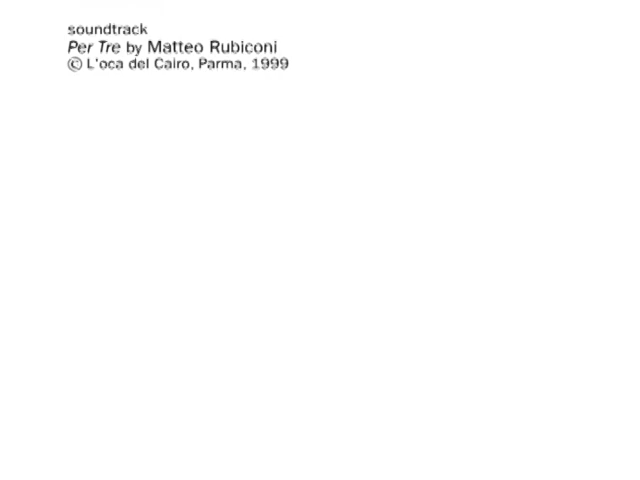 soundtrack
Per Tre by Matteo Rubiconi
© L'oca del Cairo, Parma, 1999